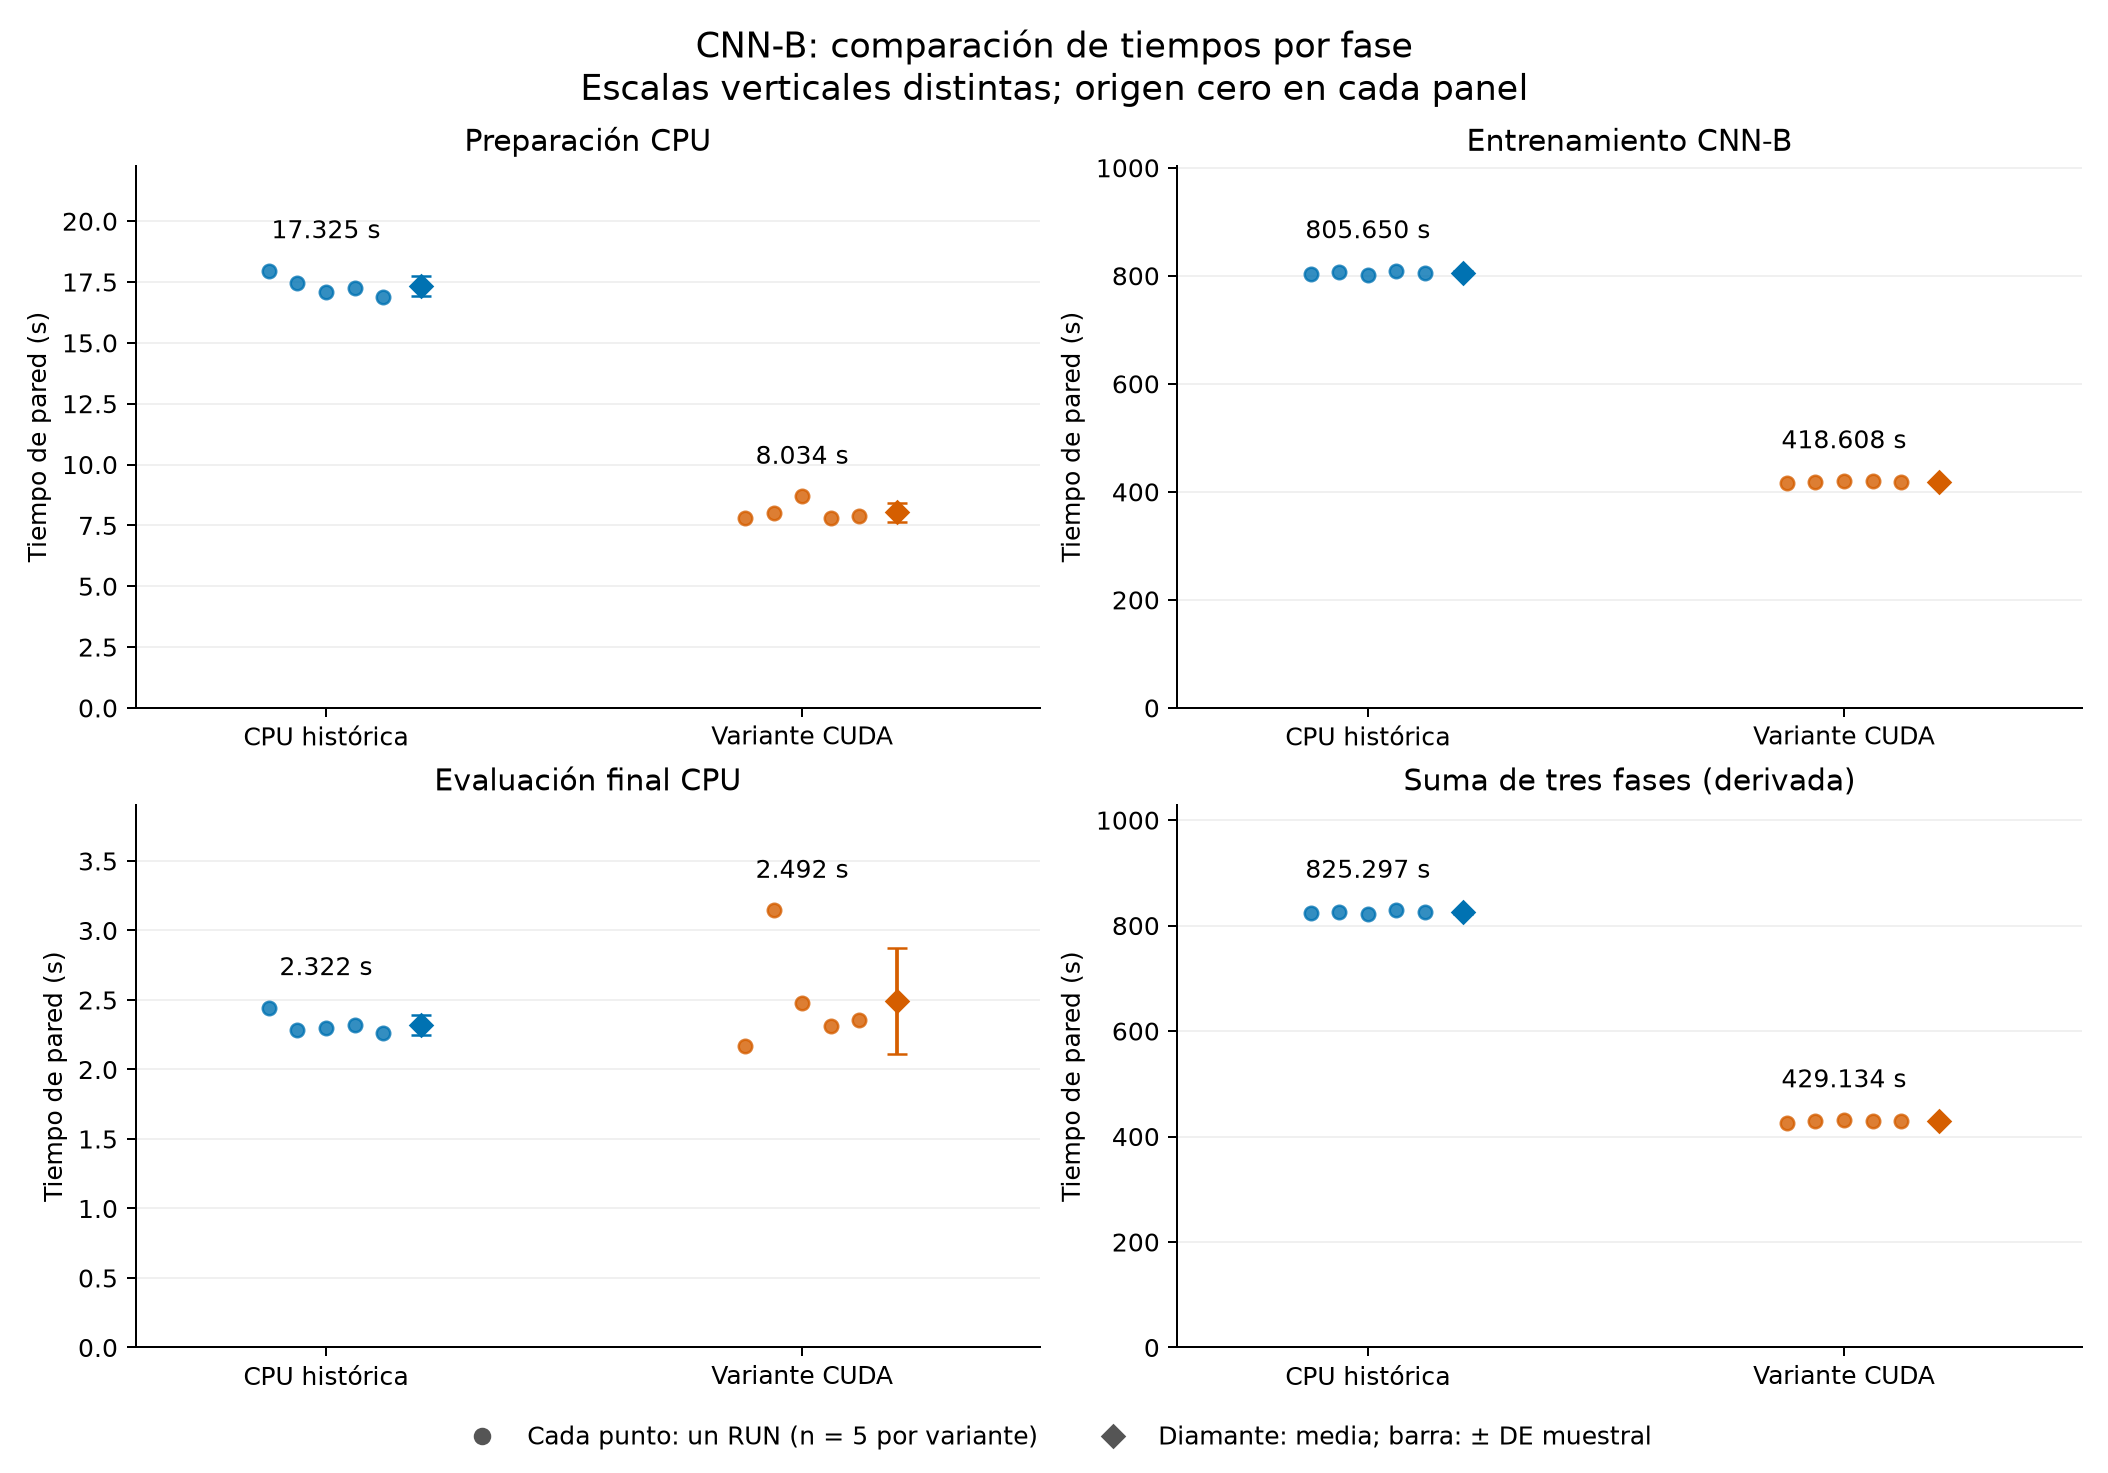 CNN-B: comparación de tiempos por fase
Escalas verticales distintas; origen cero en cada panel
Preparación CPU
Tiempo de pared (s)
20.0
17.5
15.0
12.5
10.0
7.5
5.0
2.5
0.0
17.325 s
8.034 s
CPU histórica
Variante CUDA
Entrenamiento CNN-B
Tiempo de pared (s)
1000
800
600
400
200
0
805.650 s
418.608 s
CPU histórica
Variante CUDA
Evaluación final CPU
Tiempo de pared (s)
3.5
3.0
2.5
2.0
1.5
1.0
0.5
0.0
2.322 s
2.492 s
CPU histórica
Variante CUDA
Suma de tres fases (derivada)
Tiempo de pared (s)
1000
800
600
400
200
0
825.297 s
429.134 s
CPU histórica
Variante CUDA
Cada punto: un RUN (n = 5 por variante)
Diamante: media; barra: ± DE muestral